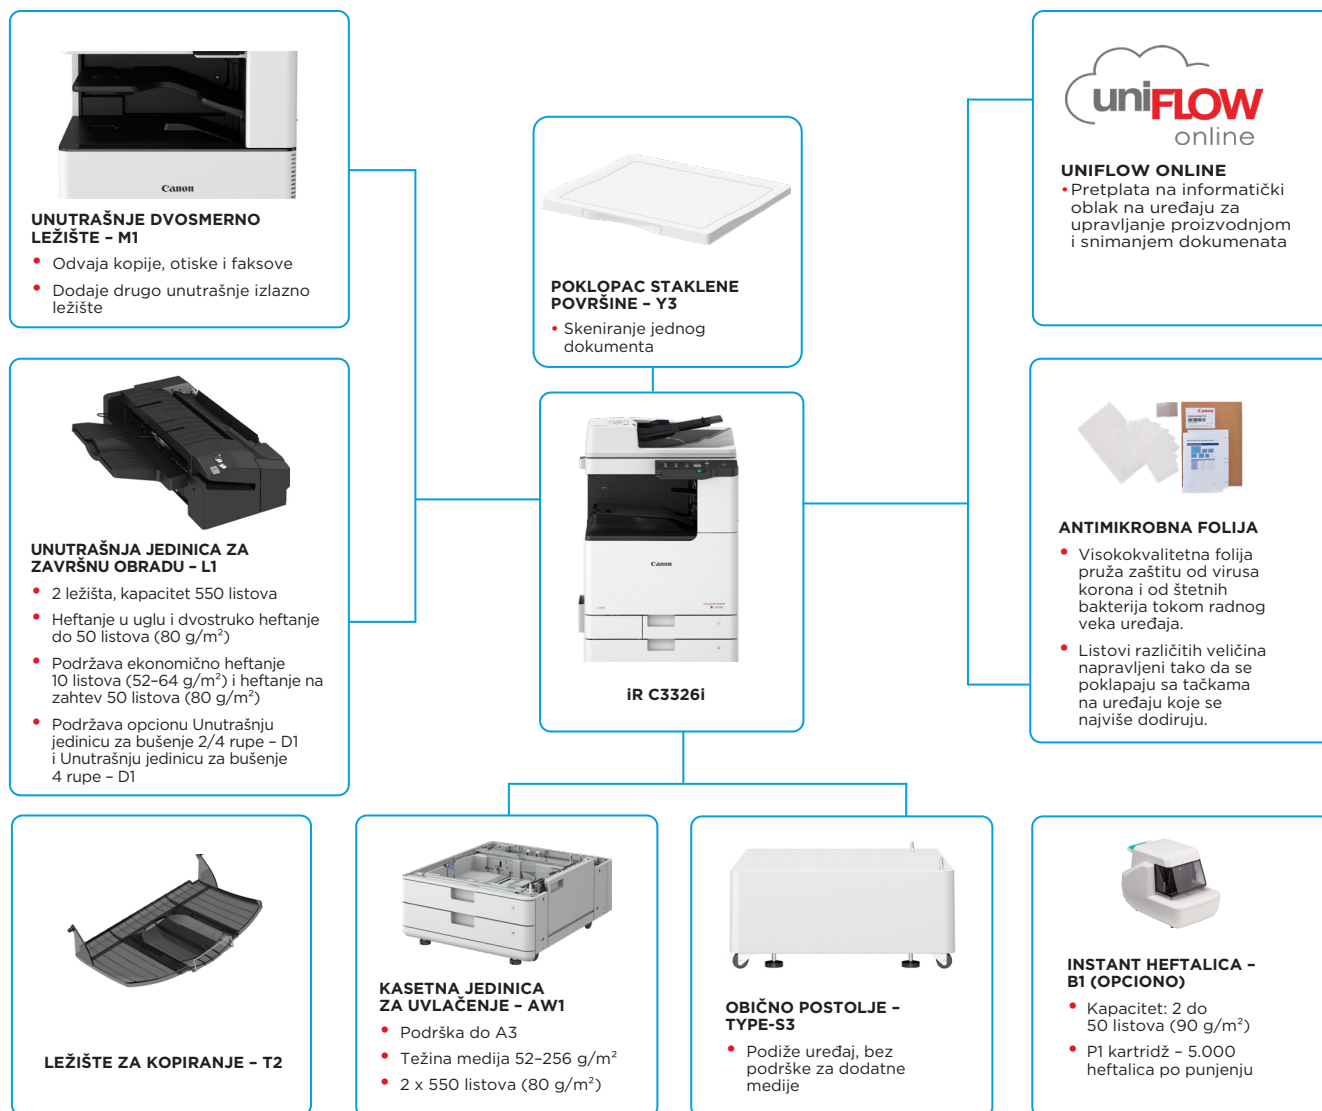 Canon
UNUTRAŠNJE DVOSMERNO
LEŽIŠTE – M1
• Odvaja kopije, otiske i faksove
• Dodaje drugo unutrašnje izlazno
ležište
POKLOPAC STAKLENE
POVRŠINE – Y3
• Skeniranje jednog
dokumenta
uniFLOW
online
UNIFLOW ONLINE
• Pretplata na informatički
oblak na uređaju za
upravljanje proizvodnjom
i snimanjem dokumenata
UNUTRAŠNJA JEDINICA ZA
ZAVRŠNU OBRADU – L1
• 2 ležišta, kapacitet 550 listova
• Heftanje u uglu i dvostruko heftanje
do 50 listova (80 g/m²)
• Podržava ekonomično heftanje
10 listova (52–64 g/m²) i heftanje na
zahtev 50 listova (80 g/m²)
• Podržava opcionu Unutrašnju
jedinicu za bušenje 2/4 rupe – D1
i Unutrašnju jedinicu za bušenje
4 rupe – D1
Canon
iR C3326i
Canon
ANTIMIKROBNA FOLIJA
• Visokokvalitetna folija
pruža zaštitu od virusa
korona i od štetnih
bakterija tokom radnog
veka uređaja.
• Listovi različitih veličina
napravljeni tako da se
poklapaju sa tačkama
na uređaju koje se
najviše dodiruju.
LEŽIŠTE ZA KOPIRANJE – T2
KASETNA JEDINICA
ZA UVLAČENJE – AW1
• Podrška do A3
• Težina medija 52–256 g/m²
• 2 x 550 listova (80 g/m²)
OBIČNO POSTOLJE –
TYPE-S3
• Podiže uređaj, bez
podrške za dodatne
medije
INSTANT HEFTALICA –
B1 (OPCIONO)
• Kapacitet: 2 do
50 listova (90 g/m²)
• P1 kartridž – 5.000
heftalica po punjenju